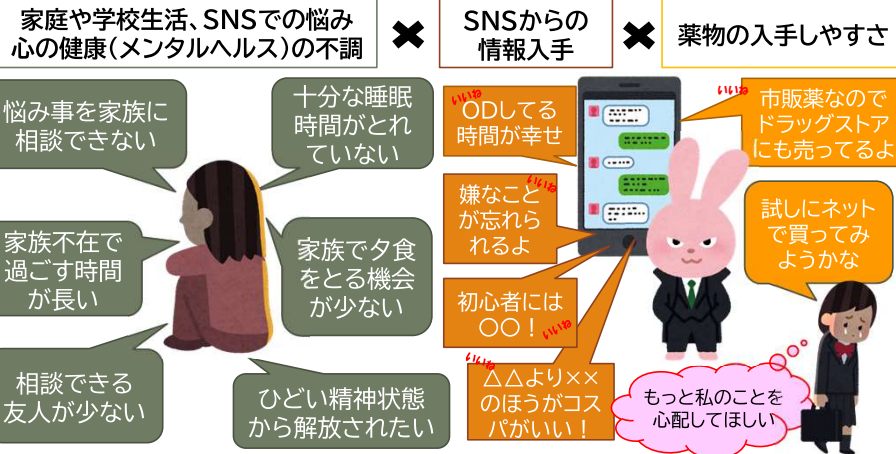 家庭や学校生活、SNSでの悩み
心の健康(メンタルヘルス)の不調
✖
SNSからの
情報入手
✖
薬物の入手しやすさ
悩み事を家族に
相談できない
十分な睡眠
時間がとれ
ていない
家族不在で
過ごす時間
が長い
家族で夕食
をとる機会
が少ない
相談できる
友人が少ない
ひどい精神状態
から解放されたい
いいね
ODしてる
時間が幸せ
いいね
嫌なこと
が忘れら
れるよ
初心者には
〇〇!
いいね
いいね
△△より××
のほうがコス
パがいい!
いいね
市販薬なので
ドラッグストア
にも売ってるよ
試しにネット
で買ってみ
ようかな
もっと私のことを
心配してほしい